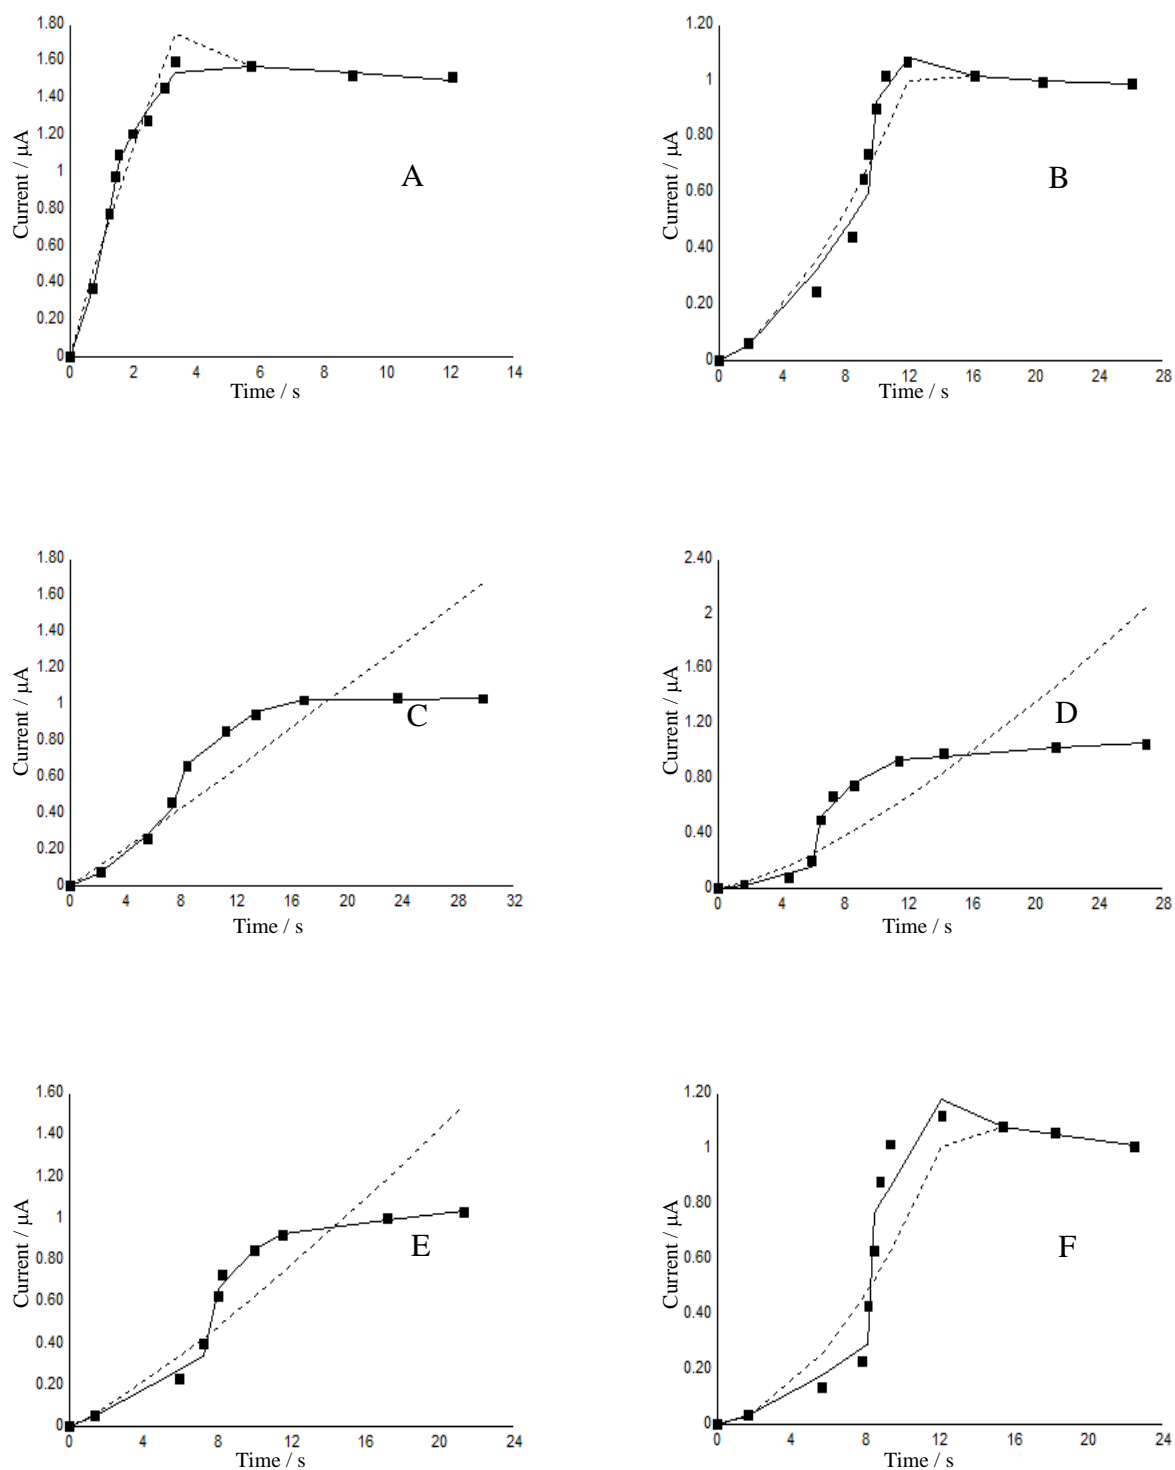 1.80
1.60
1.40
1.20
1
0.80
0.60
0.40
0.20
0
Current / µA
A
0 2 4 6 8 10 12 14
Time / s
1.20
1
0.80
0.60
0.40
0.20
0
Current / µA
B
0 4 8 12 16 20 24 28
Time / s
1.80
1.60
1.40
1.20
1
0.80
0.60
0.40
0.20
0
Current / µA
C
0 4 8 12 16 20 24 28 32
Time / s
2.40
2
1.60
1.20
0.80
0.40
0
Current / µA
D
0 4 8 12 16 20 24 28
Time / s
1.60
1.40
1.20
1
0.80
0.60
0.40
0.20
0
Current / µA
E
0 4 8 12 16 20 24
Time / s
1.20
1
0.80
0.60
0.40
0.20
0
Current / µA
F
0 4 8 12 16 20 24
Time / s